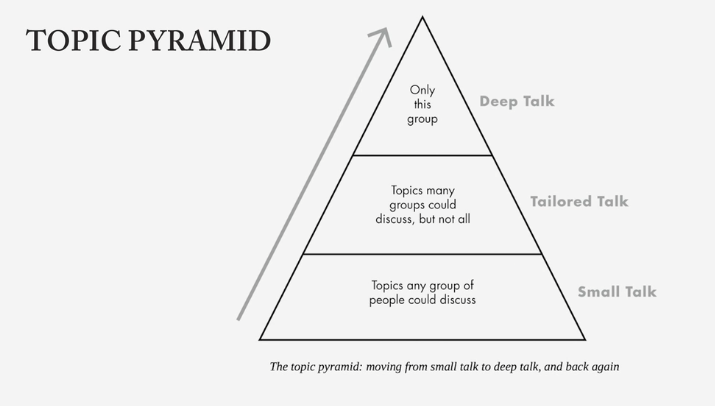 TOPIC PYRAMID
Only
this
group
Deep Talk
Topics many
groups could
discuss, but not all
Tailored Talk
Topics any group of
people could discuss
Small Talk
The topic pyramid: moving from small talk to deep talk, and back again